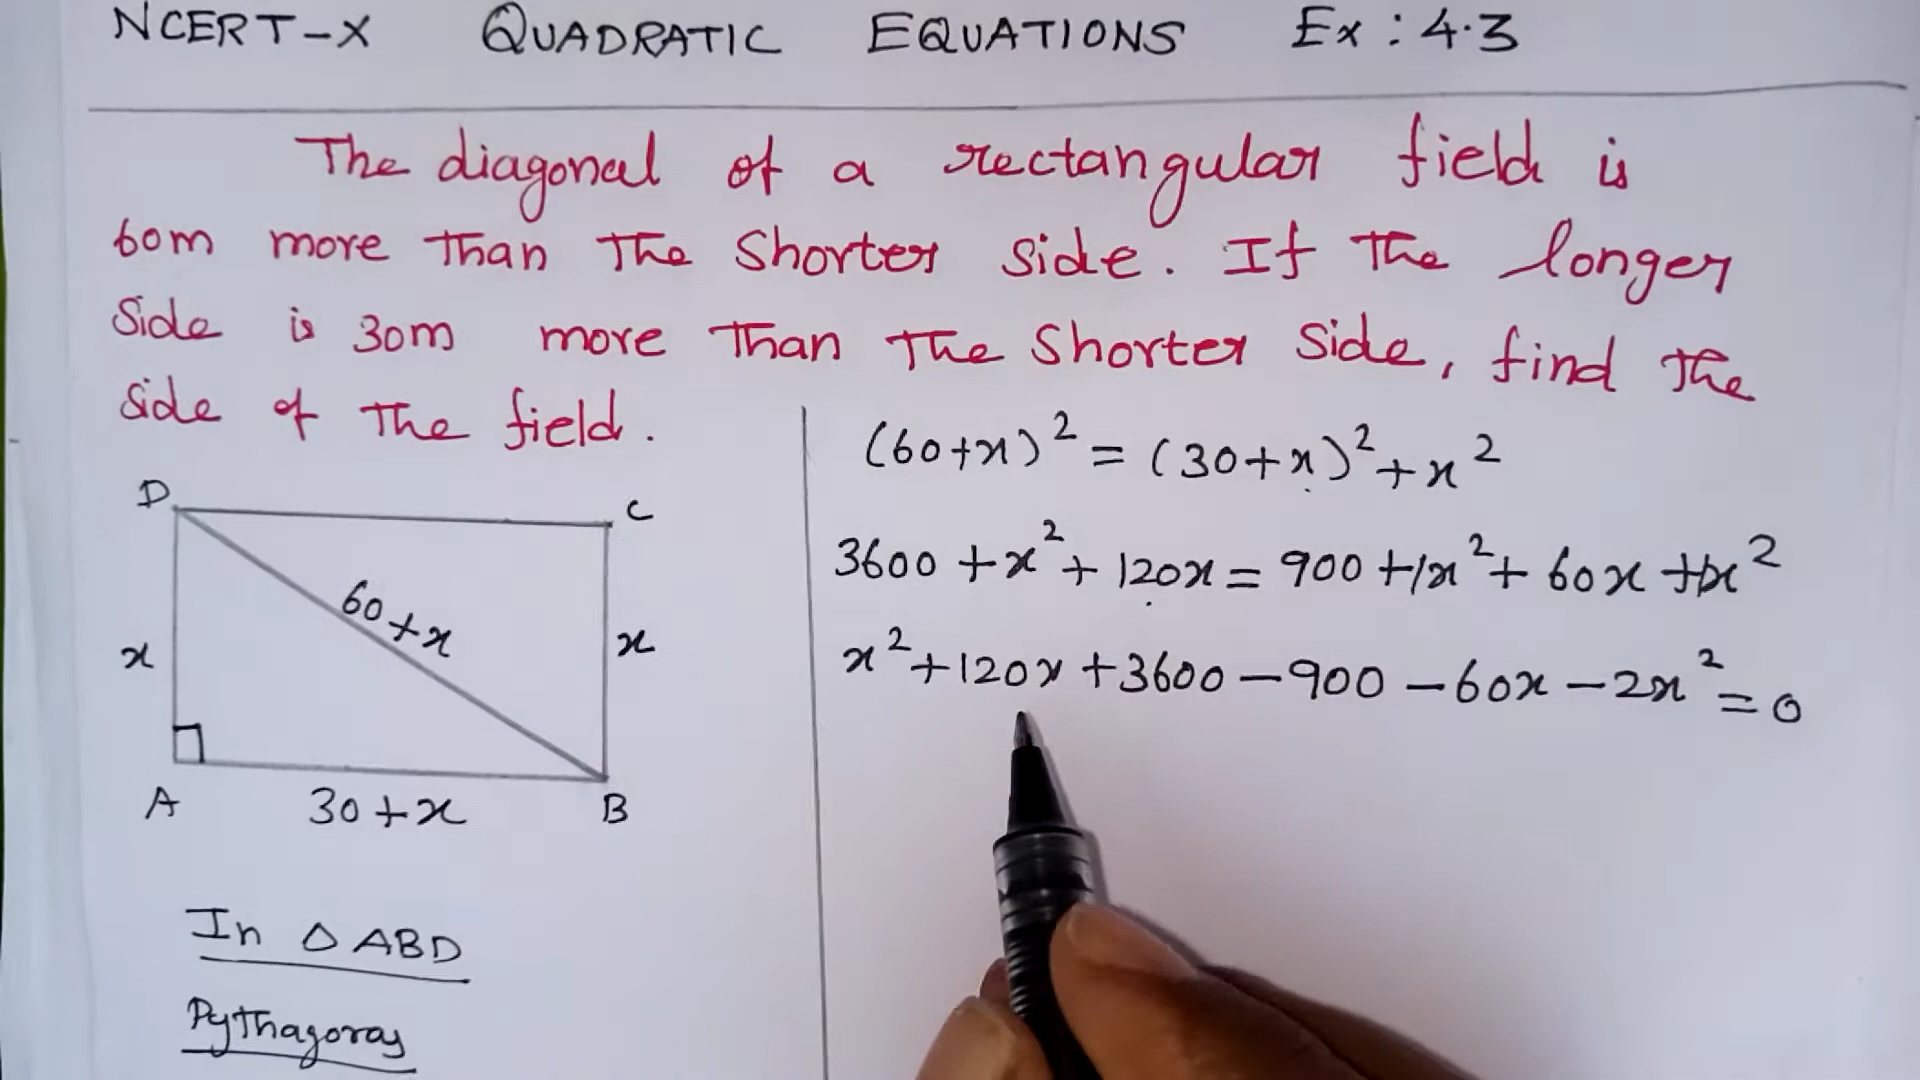 NCERT-X QUADRATIC EQUATIONS Ex : 4.3
The diagonal of a rectangular field is
60m more than the shorter side. If the longer
side is 30m more than the shorter side, find the
side of the field.
D
C
60+x
x
x
A
30+x
B
In △ ABD
Pythagoras
(60+x)² = (30+x)² + x²
3600 + x² + 120x = 900 + 1x² + 60x + 1x²
x² + 120x + 3600 - 900 - 60x - 2x² = 0